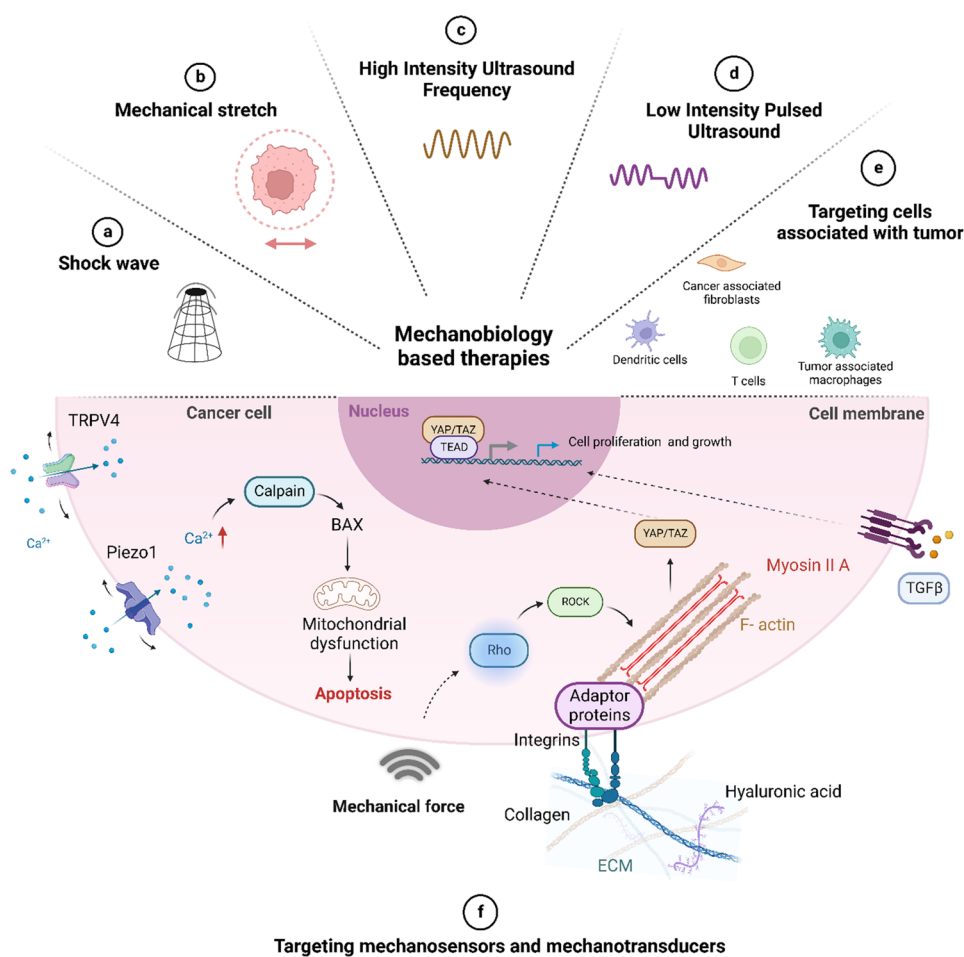 c
High Intensity Ultrasound
Frequency
b
Mechanical stretch
d
Low Intensity Pulsed
Ultrasound
e
Targeting cells
associated with tumor
a
Shock wave
Cancer associated
fibroblasts
Dendritic cells
T cells
Tumor associated
macrophages
Mechanobiology
based therapies
Cancer cell
Nucleus
Cell membrane
TRPV4
Ca²⁺
YAP/TAZ
TEAD
Cell proliferation and growth
Calpain
Ca²⁺
BAX
Piezo1
Mitochondrial
dysfunction
Apoptosis
YAP/TAZ
Myosin II A
TGFβ
ROCK
F- actin
Rho
Adaptor
proteins
Integrins
Mechanical force
Collagen
Hyaluronic acid
ECM
f
Targeting mechanosensors and mechanotransducers